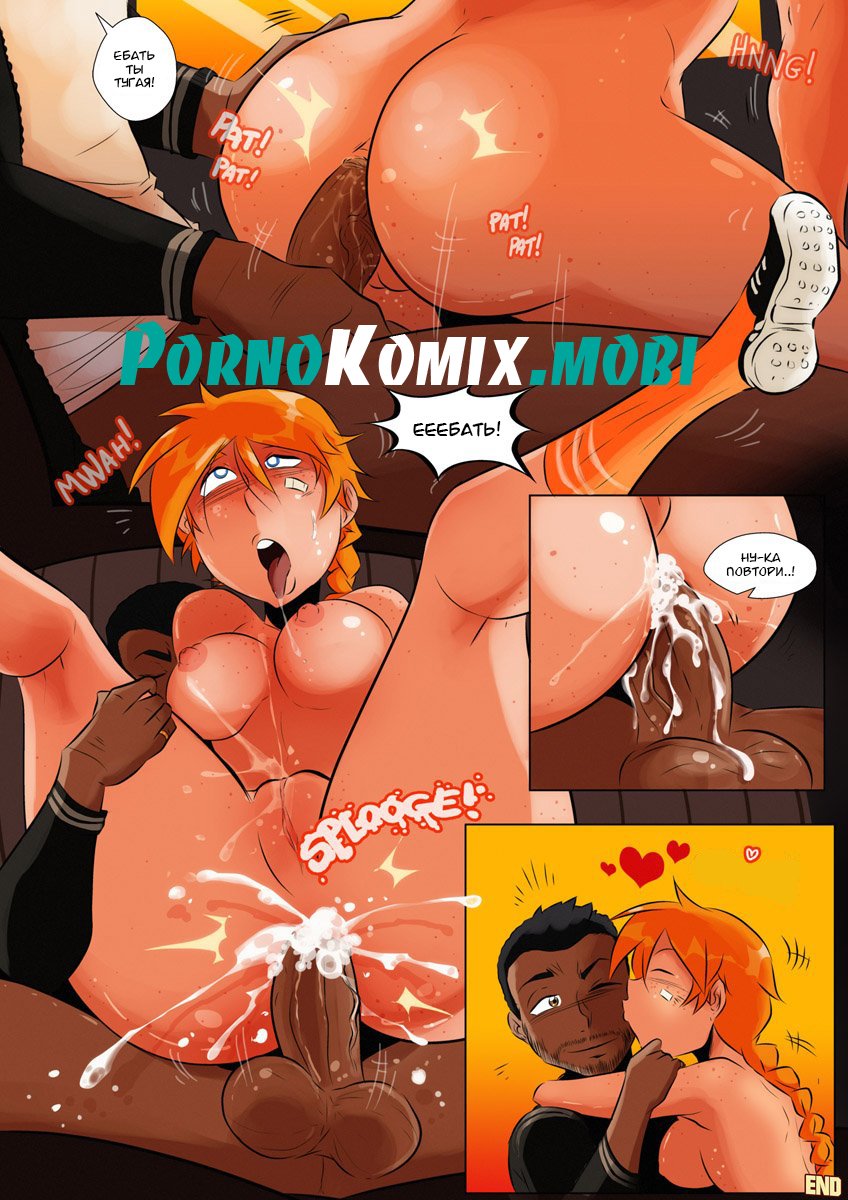 ЕБАТЬ
ТЫ
ТУГАЯ!
HNNG!
PAT!
PAT!
PAT!
PAT!
PORNOKOMIX.MOBI
MWAH!
ЕЕЕБАТЬ!
НУ-КА
ПОВТОРИ..!
SPLOOGE!
END